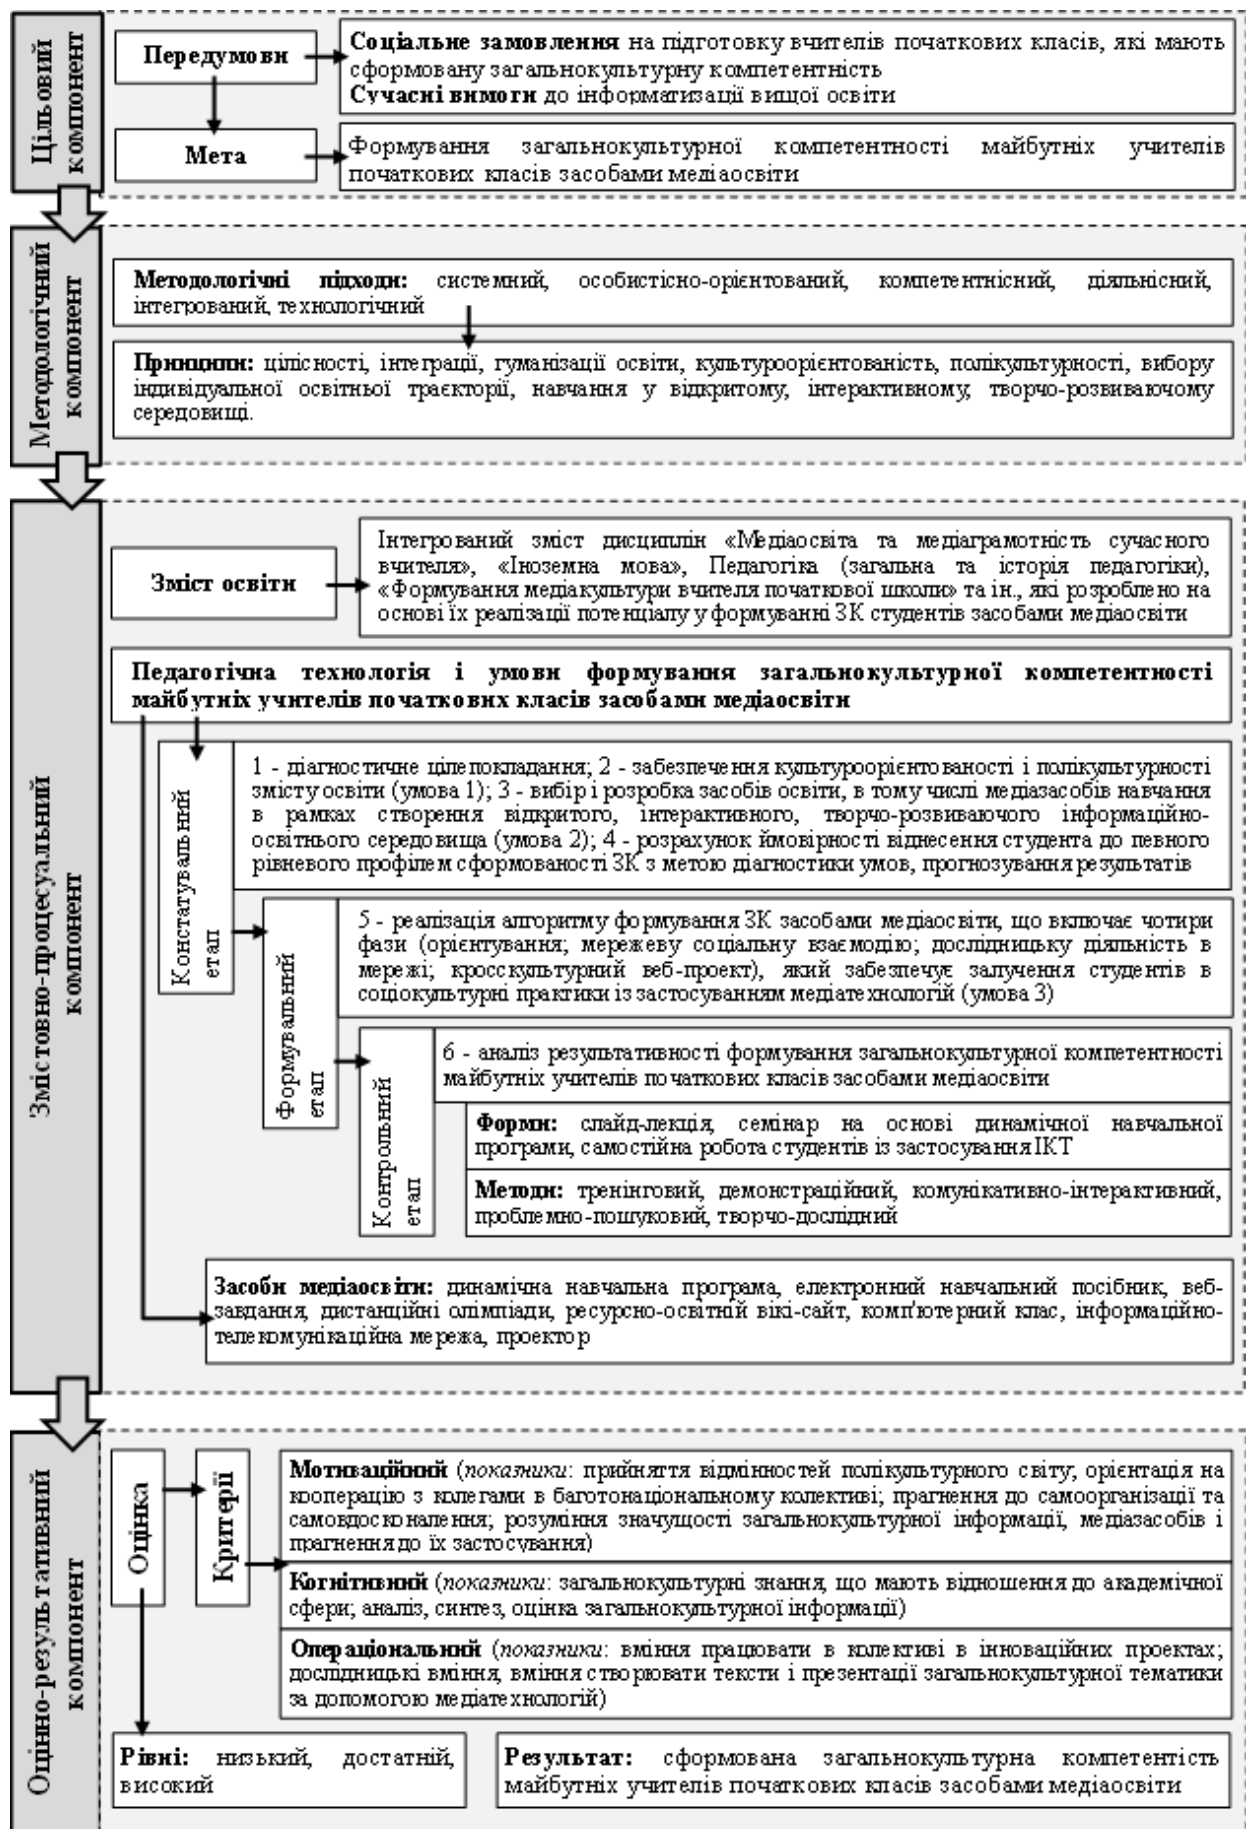 Цільовий
компонент
Передумови
Соціальне замовлення на підготовку вчителів початкових класів, які мають
сформовану загальнокультурну компетентність
Сучасні вимоги до інформатизації вищої освіти
Мета
Формування загальнокультурної компетентності майбутніх учителів
початкових класів засобами медіаосвіти
Методологічний
компонент
Методологічні підходи: системний, особистісно-орієнтований, компетентнісний, діяльнісний,
інтегрований, технологічний
Принципи: цілісності, інтеграції, гуманізації освіти, культуроорієнтованість, полікультурності, вибору
індивідуальної освітньої траєкторії, навчання у відкритому, інтерактивному, творчо-розвиваючому
середовищі.
Змістовно-процесуальний
компонент
Зміст освіти
Інтегрований зміст дисциплін «Медіаосвіта та медіаграмотність сучасного
вчителя», «Іноземна мова», Педагогіка (загальна та історія педагогіки),
«Формування медіакультури вчителя початкової школи» та ін., які розроблено на
основі їх реалізації потенціалу у формуванні ЗК студентів засобами медіаосвіти
Педагогічна технологія і умови формування загальнокультурної компетентності
майбутніх учителів початкових класів засобами медіаосвіти
Констатувальний
етап
1 - діагностичне цілепокладання; 2 - забезпечення культуроорієнтованості і полікультурності
змісту освіти (умова 1); 3 - вибір і розробка засобів освіти, в тому числі медіазасобів навчання
в рамках створення відкритого, інтерактивного, творчо-розвиваючого інформаційно-
освітнього середовища (умова 2); 4 - розрахунок ймовірності віднесення студента до певного
рівневого профілем сформованості ЗК з метою діагностики умов, прогнозування результатів
Формувальний
етап
5 - реалізація алгоритму формування ЗК засобами медіаосвіти, що включає чотири
фази (орієнтування; мережеву соціальну взаємодію; дослідницьку діяльність в
мережі; кросскультурний веб-проект), який забезпечує залучення студентів в
соціокультурні практики із застосуванням медіатехнологій (умова 3)
Контрольний
етап
6 - аналіз результативності формування загальнокультурної компетентності
майбутніх учителів початкових класів засобами медіаосвіти
Форми: слайд-лекція, семінар на основі динамічної навчальної
програми, самостійна робота студентів із застосування ІКТ
Методи: тренінговий, демонстраційний, комунікативно-інтерактивний,
проблемно-пошуковий, творчо-дослідний
Засоби медіаосвіти: динамічна навчальна програма, електронний навчальний посібник, веб-
завдання, дистанційні олімпіади, ресурсно-освітній вікі-сайт, комп'ютерний клас, інформаційно-
телекомунікаційна мережа, проектор
Оцінно-результативний
компонент
Оцінка
Критерії
Мотиваційний (показники: прийняття відмінностей полікультурного світу; орієнтація на
кооперацію з колегами в баготонаціональному колективі; прагнення до самоорганізації та
самовдосконалення; розуміння значущості загальнокультурної інформації, медіазасобів і
прагнення до їх застосування)
Когнітивний (показники: загальнокультурні знання, що мають відношення до академічної
сфери; аналіз, синтез, оцінка загальнокультурної інформації)
Операціональний (показники: вміння працювати в колективі в інноваційних проектах;
дослідницькі вміння, вміння створювати тексти і презентації загальнокультурної тематики
за допомогою медіатехнологій)
Рівні: низький, достатній,
високий
Результат: сформована загальнокультурна компетентість
майбутніх учителів початкових класів засобами медіаосвіти